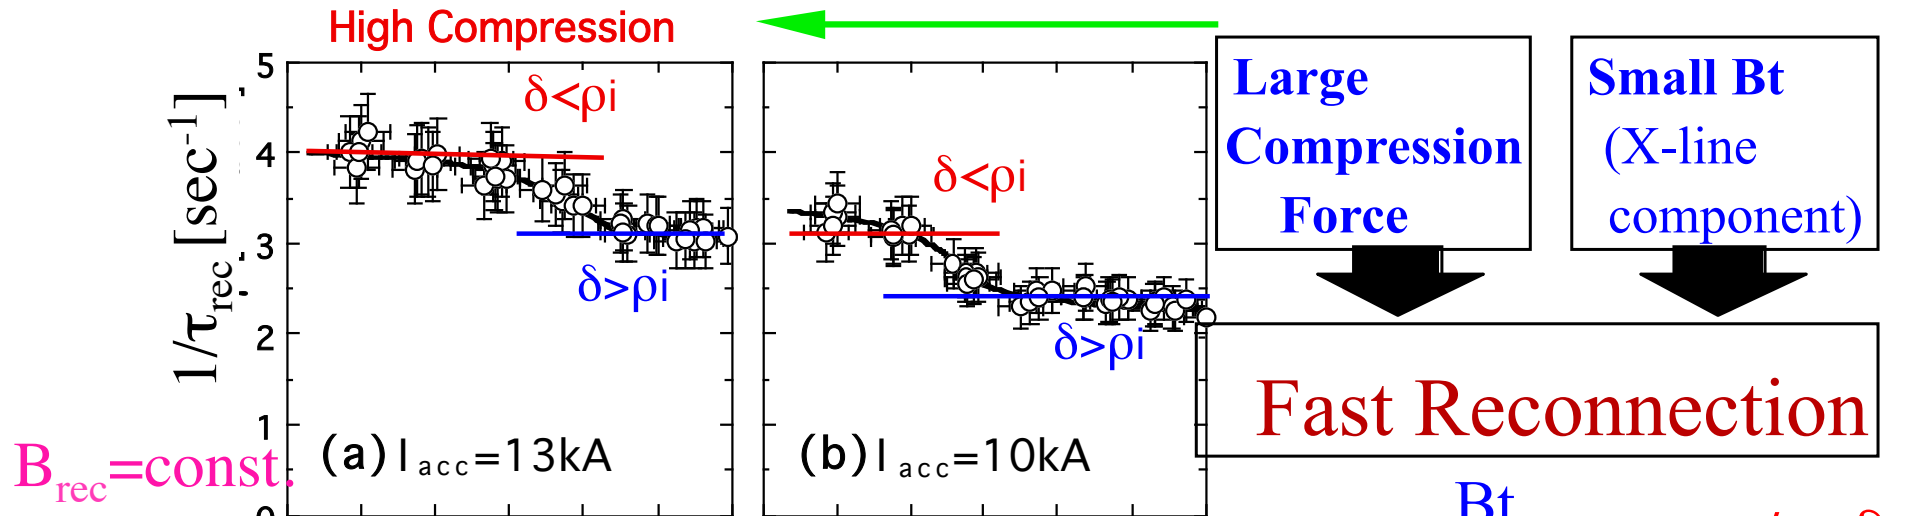 High Compression
1/τrec [sec-1]
5
4
3
2
1
0
δ<ρi
δ>ρi
(a) Iacc=13kA
δ<ρi
δ>ρi
(b) Iacc=10kA
Brec=const.
Large
Compression
Force
Small Bt
(X-line
component)
Fast Reconnection
Bt